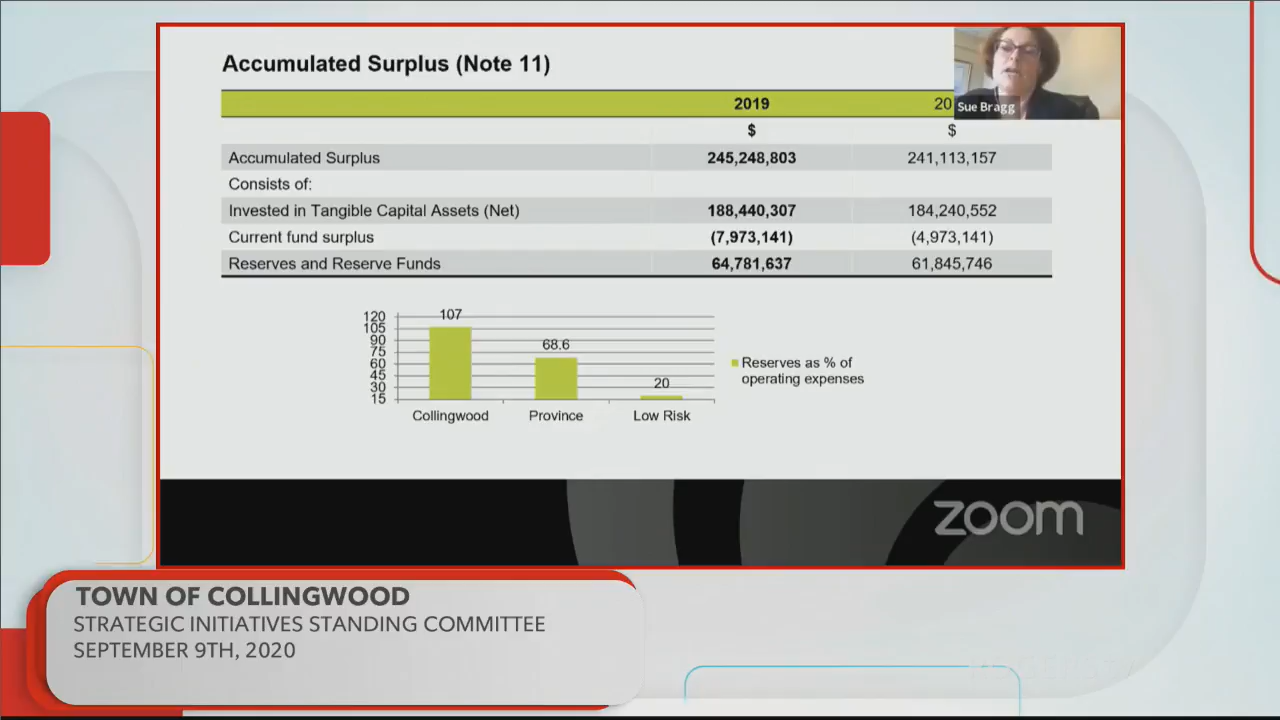 Accumulated Surplus (Note 11)
2019 20
$ $
Accumulated Surplus 245,248,803 241,113,157
Consists of:
Invested in Tangible Capital Assets (Net) 188,440,307 184,240,552
Current fund surplus (7,973,141) (4,973,141)
Reserves and Reserve Funds 64,781,637 61,845,746
Sue Bragg
120
105
90
75
60
45
30
15
107
68.6
20
Collingwood Province Low Risk
Reserves as % of
operating expenses
zoom
TOWN OF COLLINGWOOD
STRATEGIC INITIATIVES STANDING COMMITTEE
SEPTEMBER 9TH, 2020